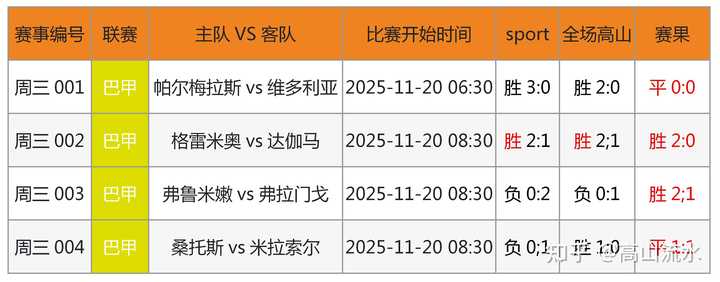 赛事编号 联赛 主队 VS 客队 比赛开始时间 sport 全场高山 赛果
周三 001 巴甲 帕尔梅拉斯 vs 维多利亚 2025-11-20 06:30 胜 3:0 胜 2:0 平 0:0
周三 002 巴甲 格雷米奥 vs 达伽马 2025-11-20 08:30 胜 2:1 胜 2;1 胜 2:0
周三 003 巴甲 弗鲁米嫩 vs 弗拉门戈 2025-11-20 08:30 负 0:2 负 0:1 胜 2;1
周三 004 巴甲 桑托斯 vs 米拉索尔 2025-11-20 08:30 负 0;1 胜 1:0 平 1:1
知乎 @高山流水